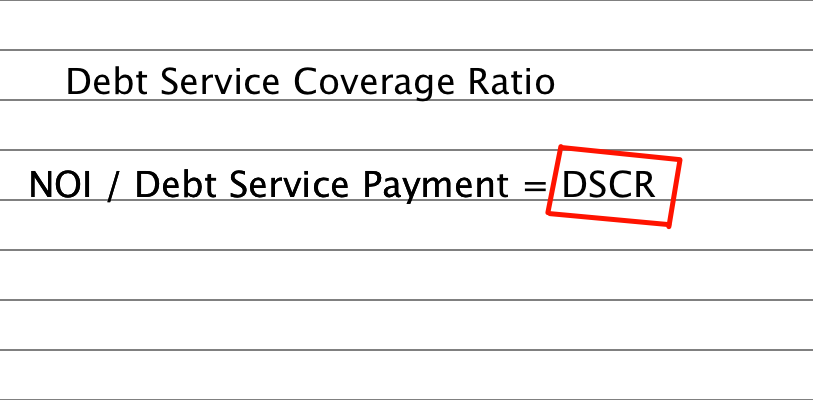 Debt Service Coverage Ratio
NOI / Debt Service Payment = DSCR